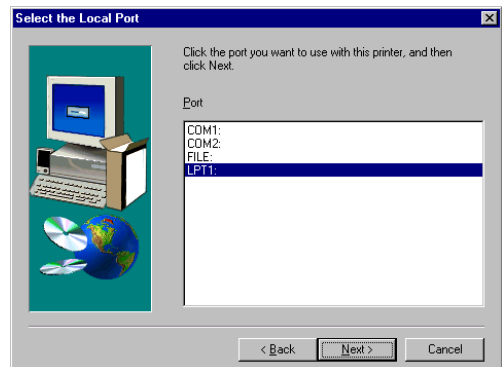 Select the Local Port
Click the port you want to use with this printer, and then
click Next.
Port
COM1:
COM2:
FILE:
LPT1:
< Back
Next >
Cancel